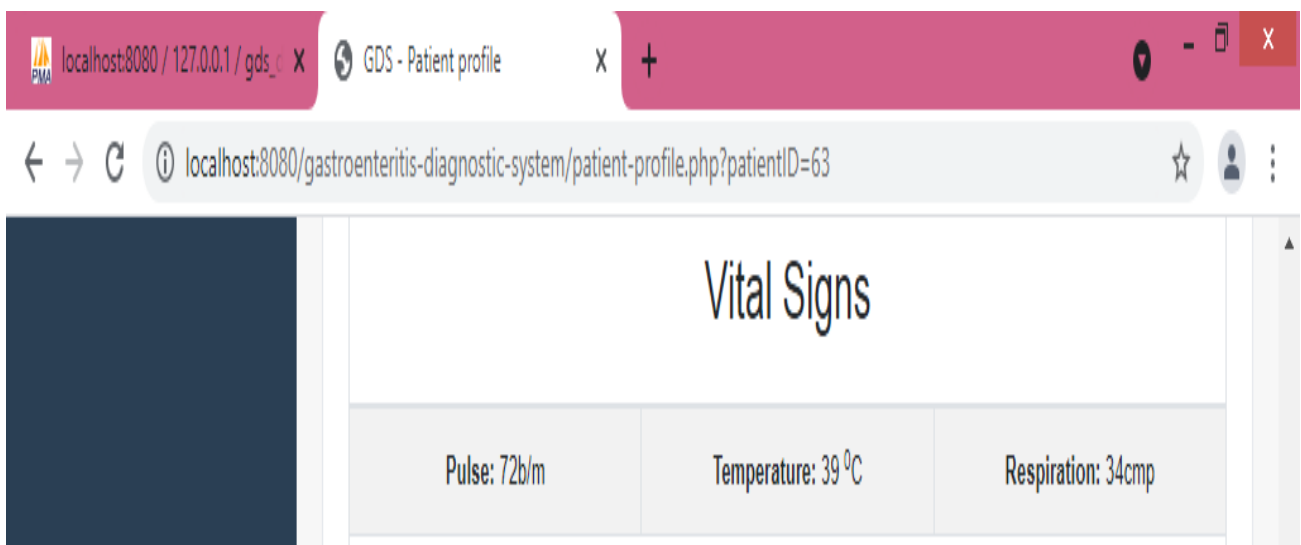 PMA localhost:8080 / 127.0.0.1 / gds_ GDS - Patient profile
localhost:8080/gastroenteritis-diagnostic-system/patient-profile.php?patientID=63
Vital Signs
Pulse: 72b/m Temperature: 39 ⁰C Respiration: 34cmp